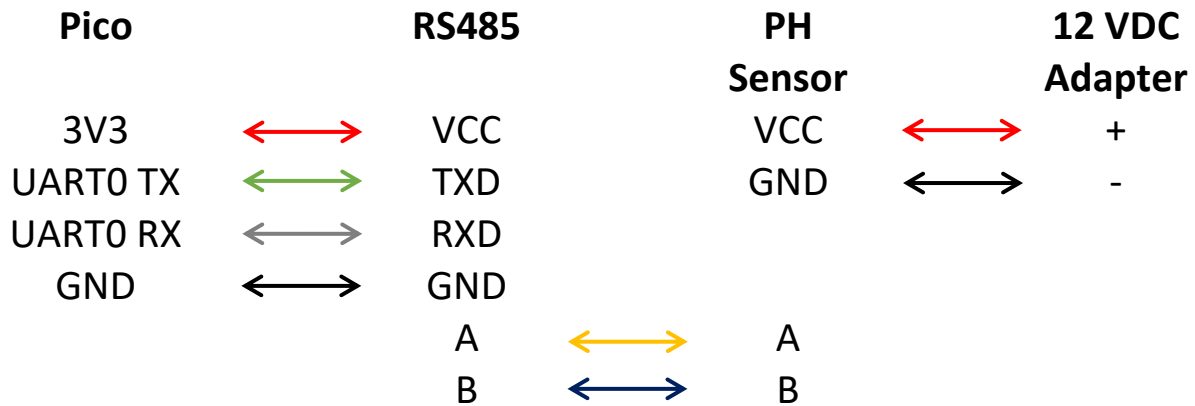 Pico RS485 PH Sensor 12 VDC Adapter
3V3 VCC VCC +
UART0 TX TXD GND -
UART0 RX RXD
GND GND
A A
B B